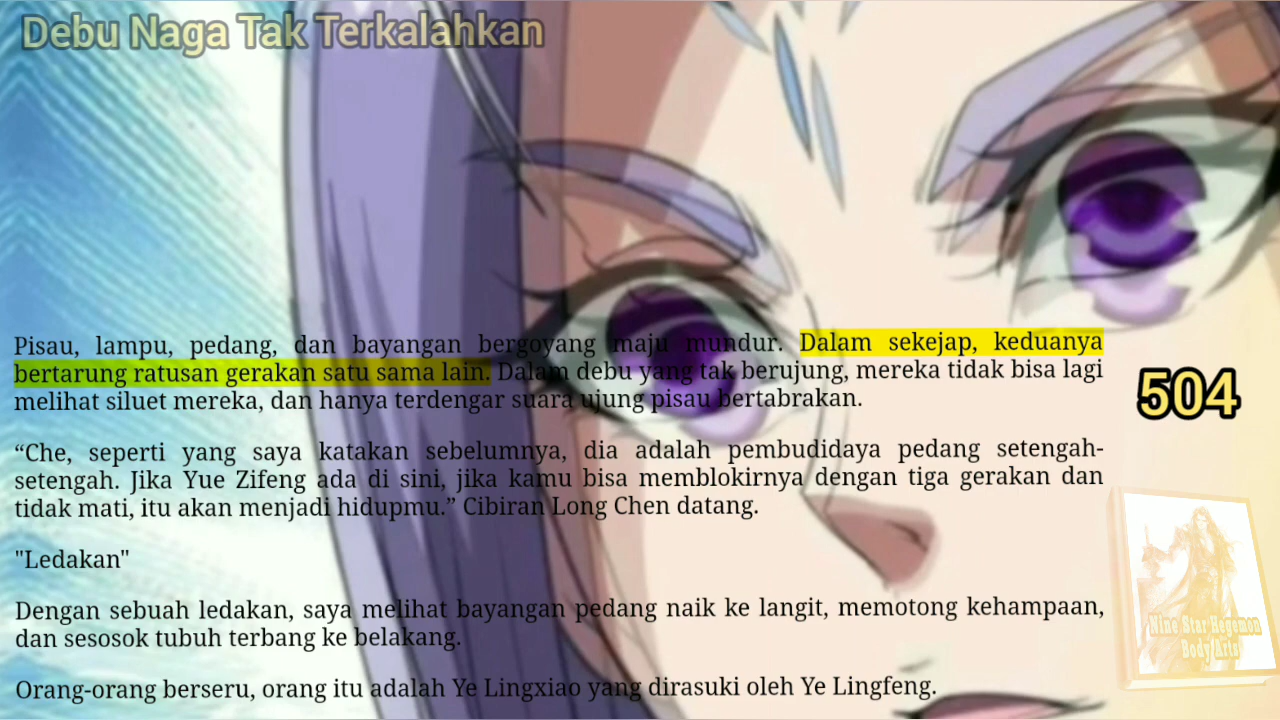 Debu Naga Tak Terkalahkan
Pisau, lampu, pedang, dan bayangan bergoyang maju mundur. Dalam sekejap, keduanya
bertarung ratusan gerakan satu sama lain. Dalam debu yang tak berujung, mereka tidak bisa lagi
melihat siluet mereka, dan hanya terdengar suara ujung pisau bertabrakan.
“Che, seperti yang saya katakan sebelumnya, dia adalah pembudidaya pedang setengah-
setengah. Jika Yue Zifeng ada di sini, jika kamu bisa memblokirnya dengan tiga gerakan dan
tidak mati, itu akan menjadi hidupmu.” Cibiran Long Chen datang.
"Ledakan"
Dengan sebuah ledakan, saya melihat bayangan pedang naik ke langit, memotong kehampaan,
dan sesosok tubuh terbang ke belakang.
Orang-orang berseru, orang itu adalah Ye Lingxiao yang dirasuki oleh Ye Lingfeng.
504
Nine Star Hegemon
Body Arts